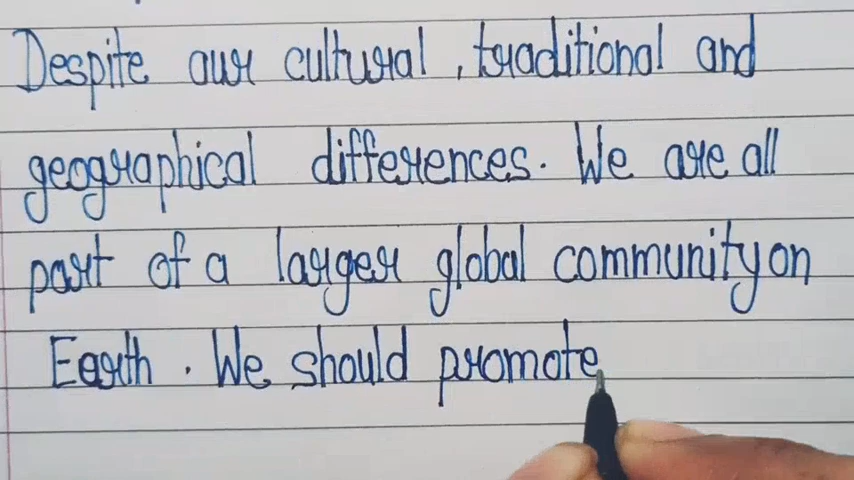 Despite our cultural , traditional and
geographical differences. We are all
part of a larger global community on
Earth . We should promote